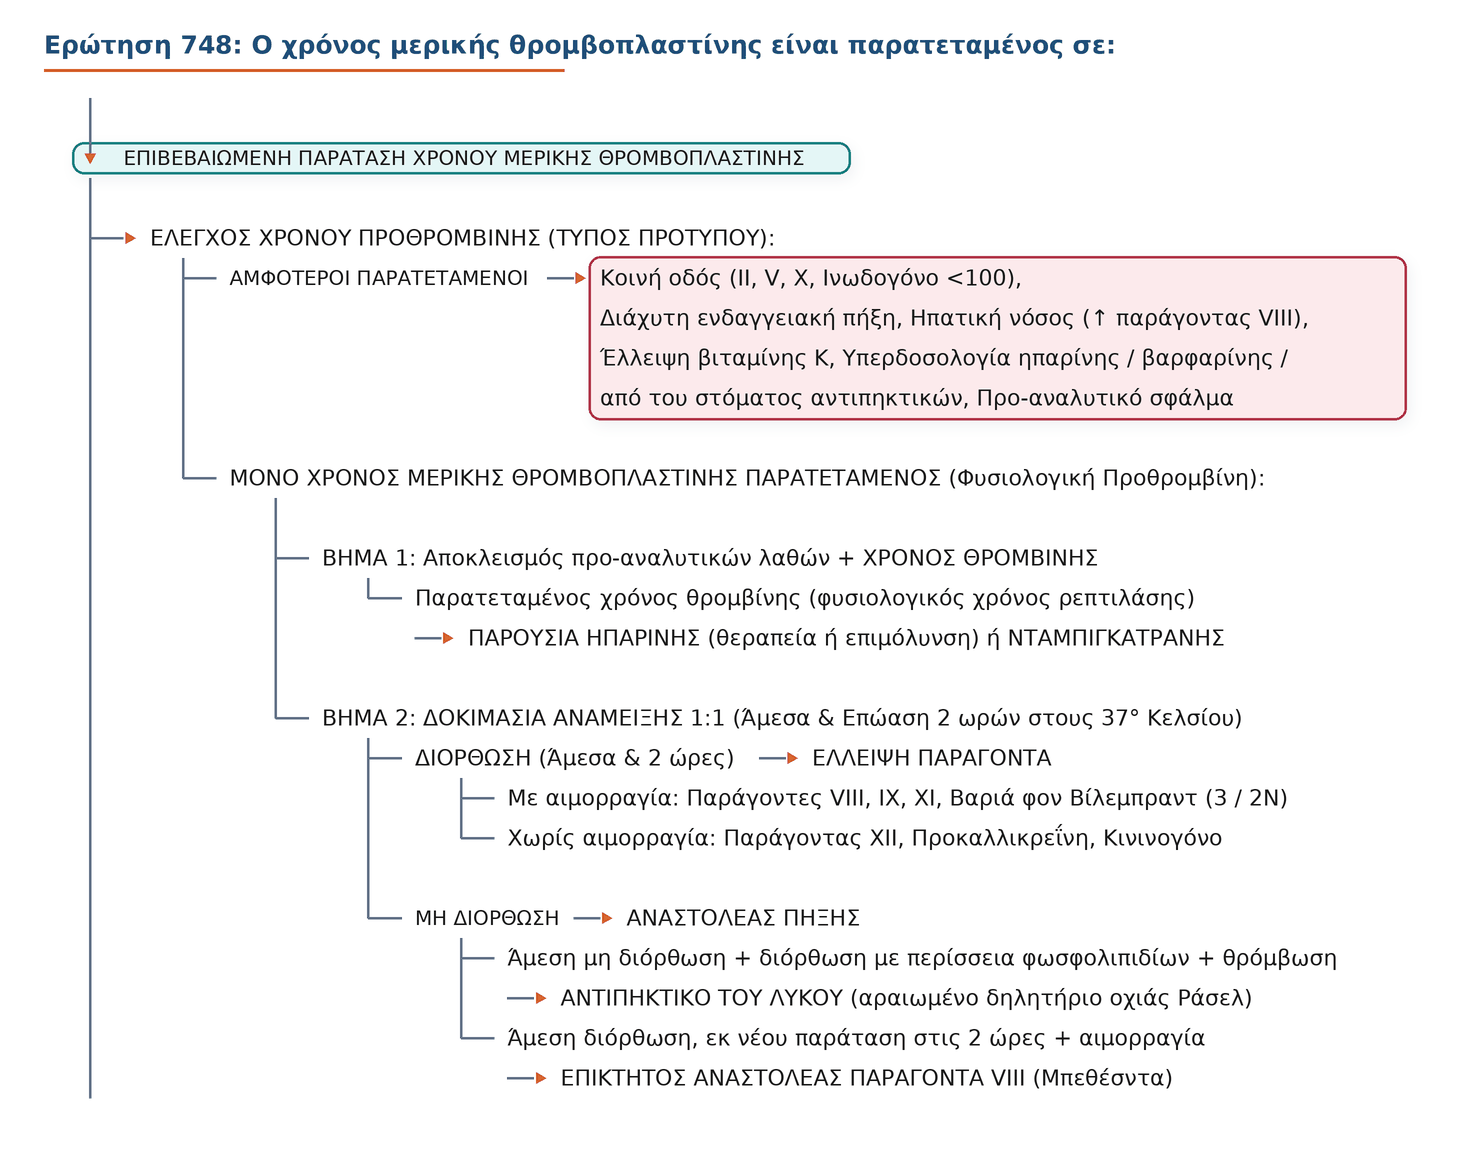 Ερώτηση 748: Ο χρόνος μερικής θρομβοπλαστίνης είναι παρατεταμένος σε:
ΕΠΙΒΕΒΑΙΩΜΕΝΗ ΠΑΡΑΤΑΣΗ ΧΡΟΝΟΥ ΜΕΡΙΚΗΣ ΘΡΟΜΒΟΠΛΑΣΤΙΝΗΣ
ΕΛΕΓΧΟΣ ΧΡΟΝΟΥ ΠΡΟΘΡΟΜΒΙΝΗΣ (ΤΥΠΟΣ ΠΡΟΤΥΠΟΥ):
ΑΜΦΟΤΕΡΟΙ ΠΑΡΑΤΕΤΑΜΕΝΟΙ
Κοινή οδός (II, V, X, Ινωδογόνο <100),
Διάχυτη ενδαγγειακή πήξη, Ηπατική νόσος (↑ παράγοντας VIII),
Έλλειψη βιταμίνης Κ, Υπερδοσολογία ηπαρίνης / βαρφαρίνης /
από του στόματος αντιπηκτικών, Προ-αναλυτικό σφάλμα
ΜΟΝΟ ΧΡΟΝΟΣ ΜΕΡΙΚΗΣ ΘΡΟΜΒΟΠΛΑΣΤΙΝΗΣ ΠΑΡΑΤΕΤΑΜΕΝΟΣ (Φυσιολογική Προθρομβίνη):
ΒΗΜΑ 1: Αποκλεισμός προ-αναλυτικών λαθών + ΧΡΟΝΟΣ ΘΡΟΜΒΙΝΗΣ
Παρατεταμένος χρόνος θρομβίνης (φυσιολογικός χρόνος ρεπτιλάσης)
ΠΑΡΟΥΣΙΑ ΗΠΑΡΙΝΗΣ (θεραπεία ή επιμόλυνση) ή ΝΤΑΜΠΙΓΚΑΤΡΑΝΗΣ
ΒΗΜΑ 2: ΔΟΚΙΜΑΣΙΑ ΑΝΑΜΕΙΞΗΣ 1:1 (Άμεσα & Επώαση 2 ωρών στους 37° Κελσίου)
ΔΙΟΡΘΩΣΗ (Άμεσα & 2 ώρες) ΕΛΛΕΙΨΗ ΠΑΡΑΓΟΝΤΑ
Με αιμορραγία: Παράγοντες VIII, IX, XI, Βαριά φον Βίλεμπραντ (3 / 2Ν)
Χωρίς αιμορραγία: Παράγοντας XII, Προκαλλικρεΐνη, Κινινογόνο
ΜΗ ΔΙΟΡΘΩΣΗ ΑΝΑΣΤΟΛΕΑΣ ΠΗΞΗΣ
Άμεση μη διόρθωση + διόρθωση με περίσσεια φωσφολιπιδίων + θρόμβωση
ΑΝΤΙΠΗΚΤΙΚΟ ΤΟΥ ΛΥΚΟΥ (αραιωμένο δηλητήριο οχιάς Ράσελ)
Άμεση διόρθωση, εκ νέου παράταση στις 2 ώρες + αιμορραγία
ΕΠΙΚΤΗΤΟΣ ΑΝΑΣΤΟΛΕΑΣ ΠΑΡΑΓΟΝΤΑ VIII (Μπεθέσντα)